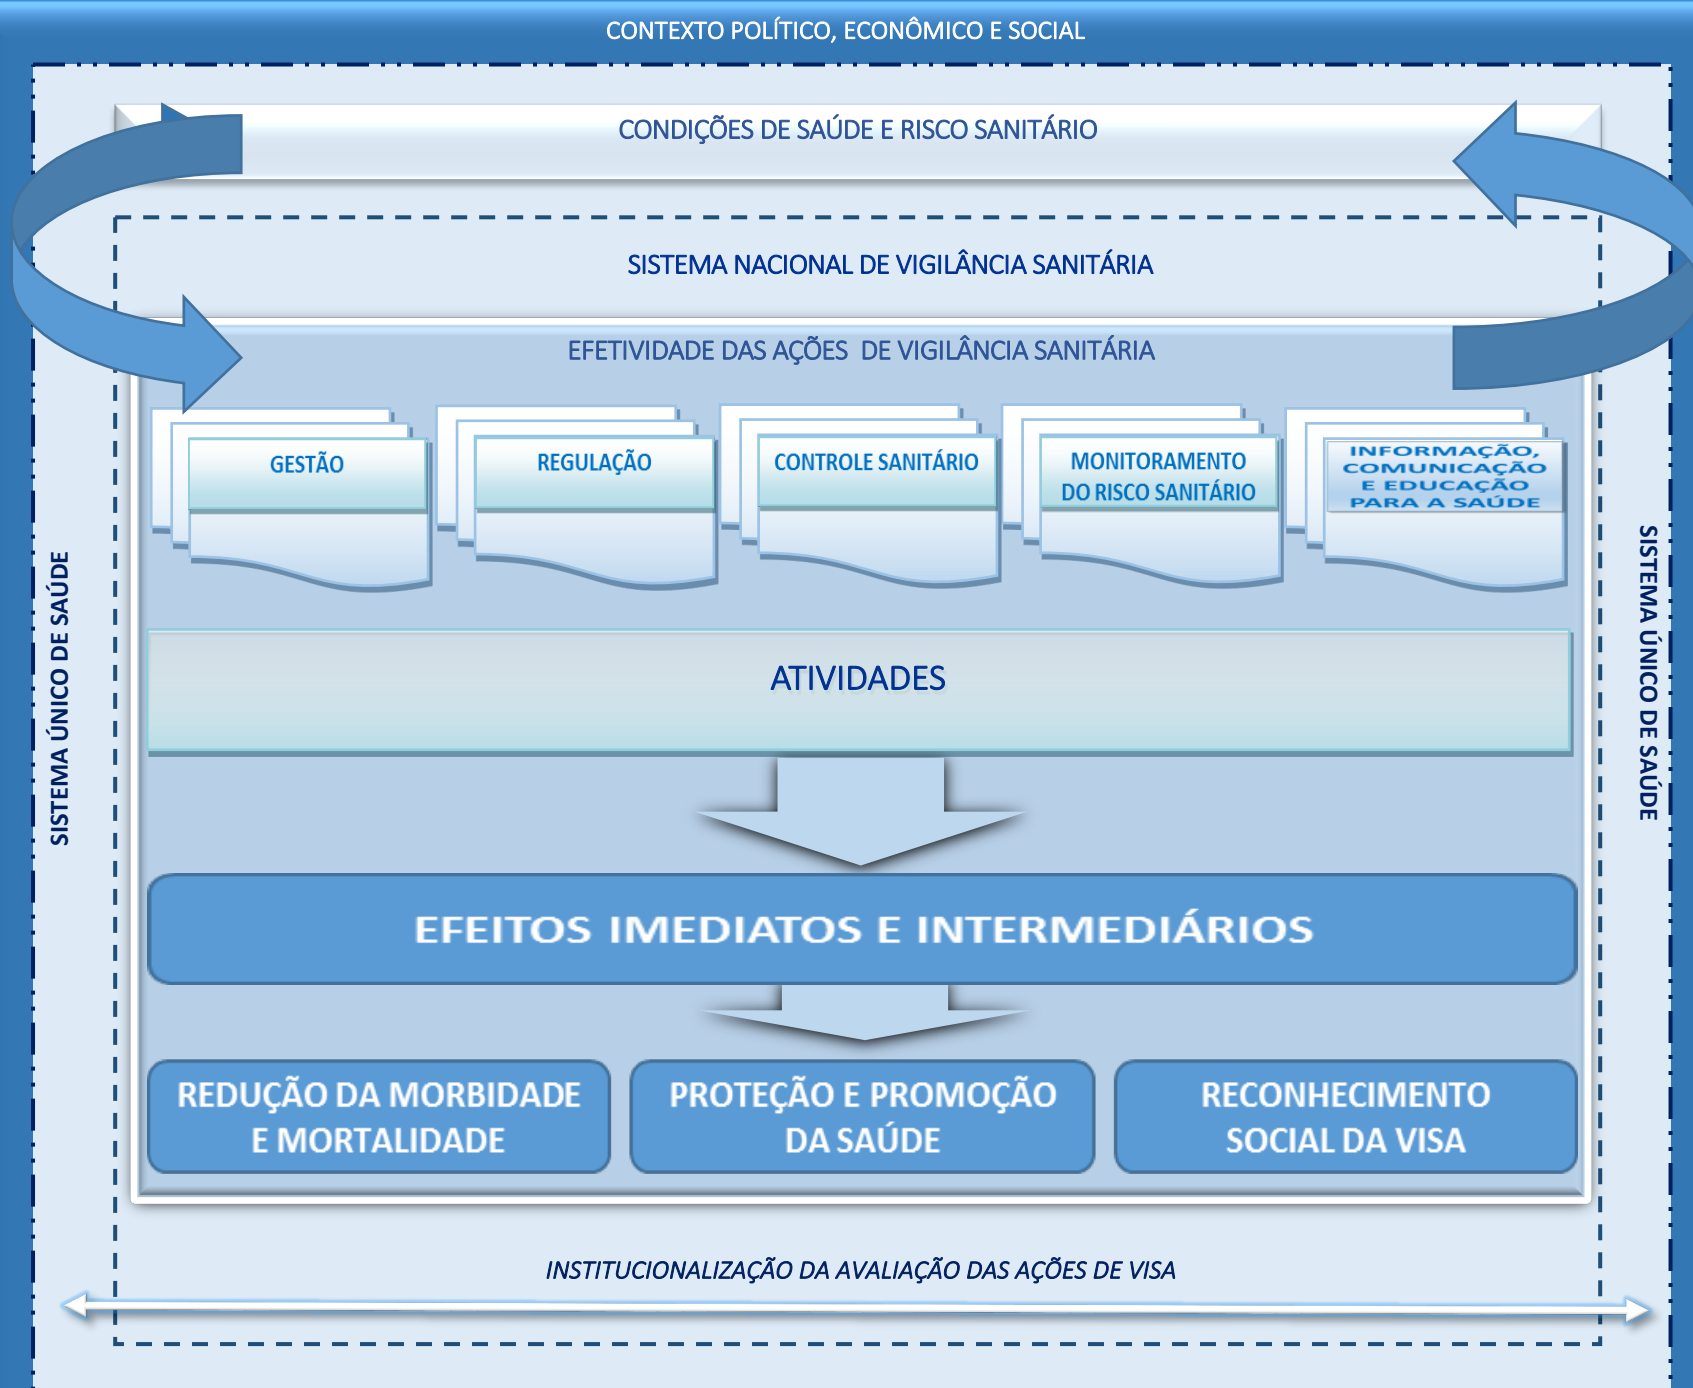 CONTEXTO POLÍTICO, ECONÔMICO E SOCIAL
CONDIÇÕES DE SAÚDE E RISCO SANITÁRIO
SISTEMA NACIONAL DE VIGILÂNCIA SANITÁRIA
EFETIVIDADE DAS AÇÕES DE VIGILÂNCIA SANITÁRIA
GESTÃO
REGULAÇÃO
CONTROLE SANITÁRIO
MONITORAMENTO
DO RISCO SANITÁRIO
INFORMAÇÃO,
COMUNICAÇÃO
E EDUCAÇÃO
PARA A SAÚDE
SISTEMA ÚNICO DE SAÚDE
SISTEMA ÚNICO DE SAÚDE
ATIVIDADES
EFEITOS IMEDIATOS E INTERMEDIÁRIOS
REDUÇÃO DA MORBIDADE
E MORTALIDADE
PROTEÇÃO E PROMOÇÃO
DA SAÚDE
RECONHECIMENTO
SOCIAL DA VISA
INSTITUCIONALIZAÇÃO DA AVALIAÇÃO DAS AÇÕES DE VISA